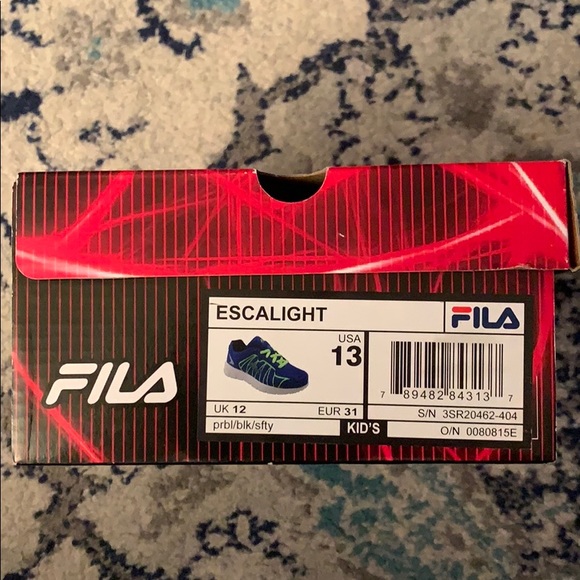 FILA
ESCALIGHT
FILA
USA
13
UK 12
EUR 31
prbl/blk/sfty
KID'S
7 89482 84313 7
S/N 3SR20462-404
O/N 0080815E